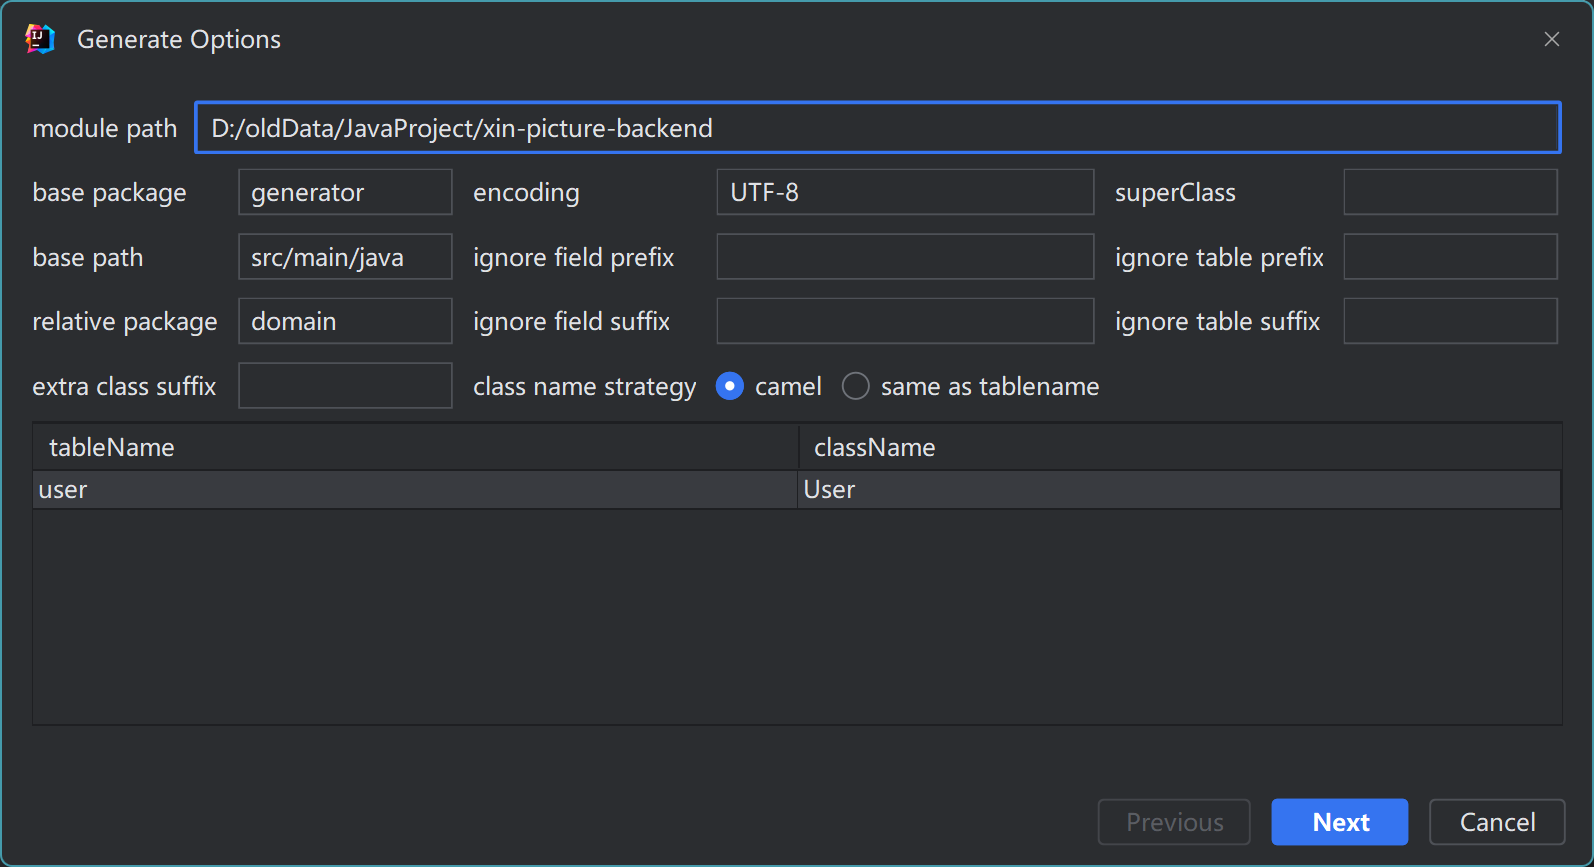 IJ
Generate Options
module path D:/oldData/JavaProject/xin-picture-backend
base package generator encoding UTF-8 superClass
base path src/main/java ignore field prefix ignore table prefix
relative package domain ignore field suffix ignore table suffix
extra class suffix class name strategy camel same as tablename
tableName className
user User
Previous Next Cancel